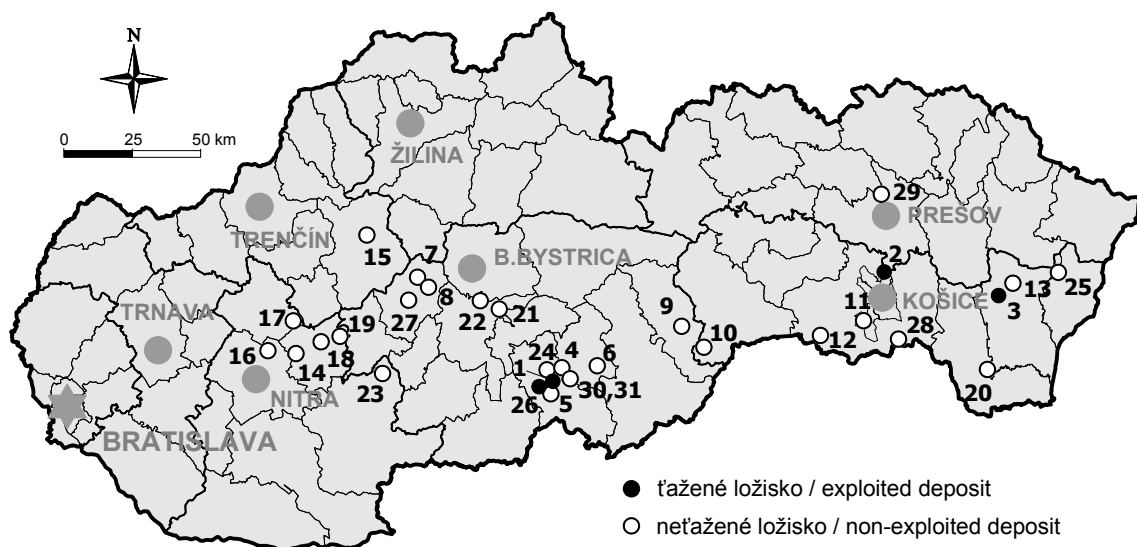 N
0 25 50 km
ŽILINA
29
PREŠOV
TRENČÍN
15
7
B.BYSTRICA
2
8
13
25
TRNAVA
27
22
21
9
11
KOŠICE
3
17
19
10
12
28
16
14
18
24
4
6
1
20
NITRA
23
30,31
26
5
BRATISLAVA
ťažené ložisko / exploited deposit
neťažené ložisko / non-exploited deposit